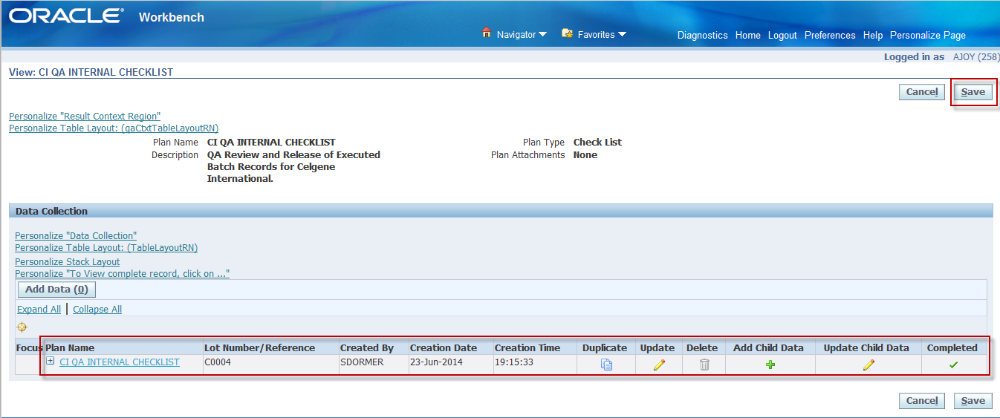 ORACLE® Workbench
Navigator Favorites Diagnostics Home Logout Preferences Help Personalize Page
Logged in as AJOY (258)
View: CI QA INTERNAL CHECKLIST
Cancel Save
Personalize "Result Context Region"
Personalize Table Layout: (qaCtxtTableLayoutRN)
Plan Name CI QA INTERNAL CHECKLIST Plan Type Check List
Description QA Review and Release of Executed Plan Attachments None
Batch Records for Celgene
International.
Data Collection
Personalize "Data Collection"
Personalize Table Layout: (TableLayoutRN)
Personalize Stack Layout
Personalize "To View complete record, click on ..."
Add Data (0)
Expand All Collapse All
Focus Plan Name Lot Number/Reference Created By Creation Date Creation Time Duplicate Update Delete Add Child Data Update Child Data Completed
CI QA INTERNAL CHECKLIST C0004 SDORMER 23-Jun-2014 19:15:33
Cancel Save